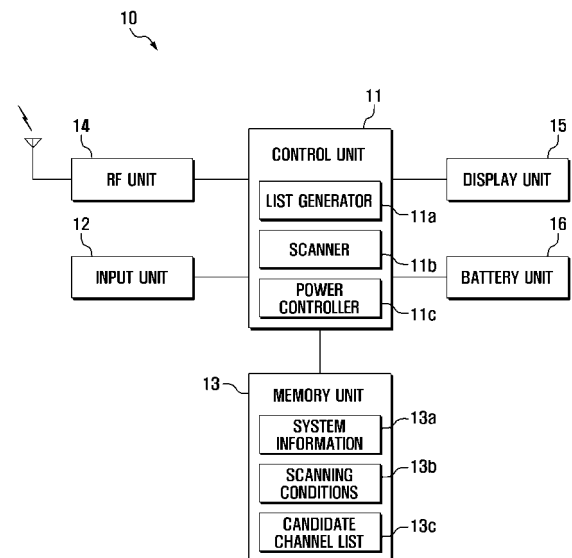 10
11
14
15
CONTROL UNIT
RF UNIT
DISPLAY UNIT
LIST GENERATOR
11a
12
16
SCANNER
11b
INPUT UNIT
BATTERY UNIT
POWER
CONTROLLER
11c
13
MEMORY UNIT
13a
SYSTEM
INFORMATION
13b
SCANNING
CONDITIONS
13c
CANDIDATE
CHANNEL LIST